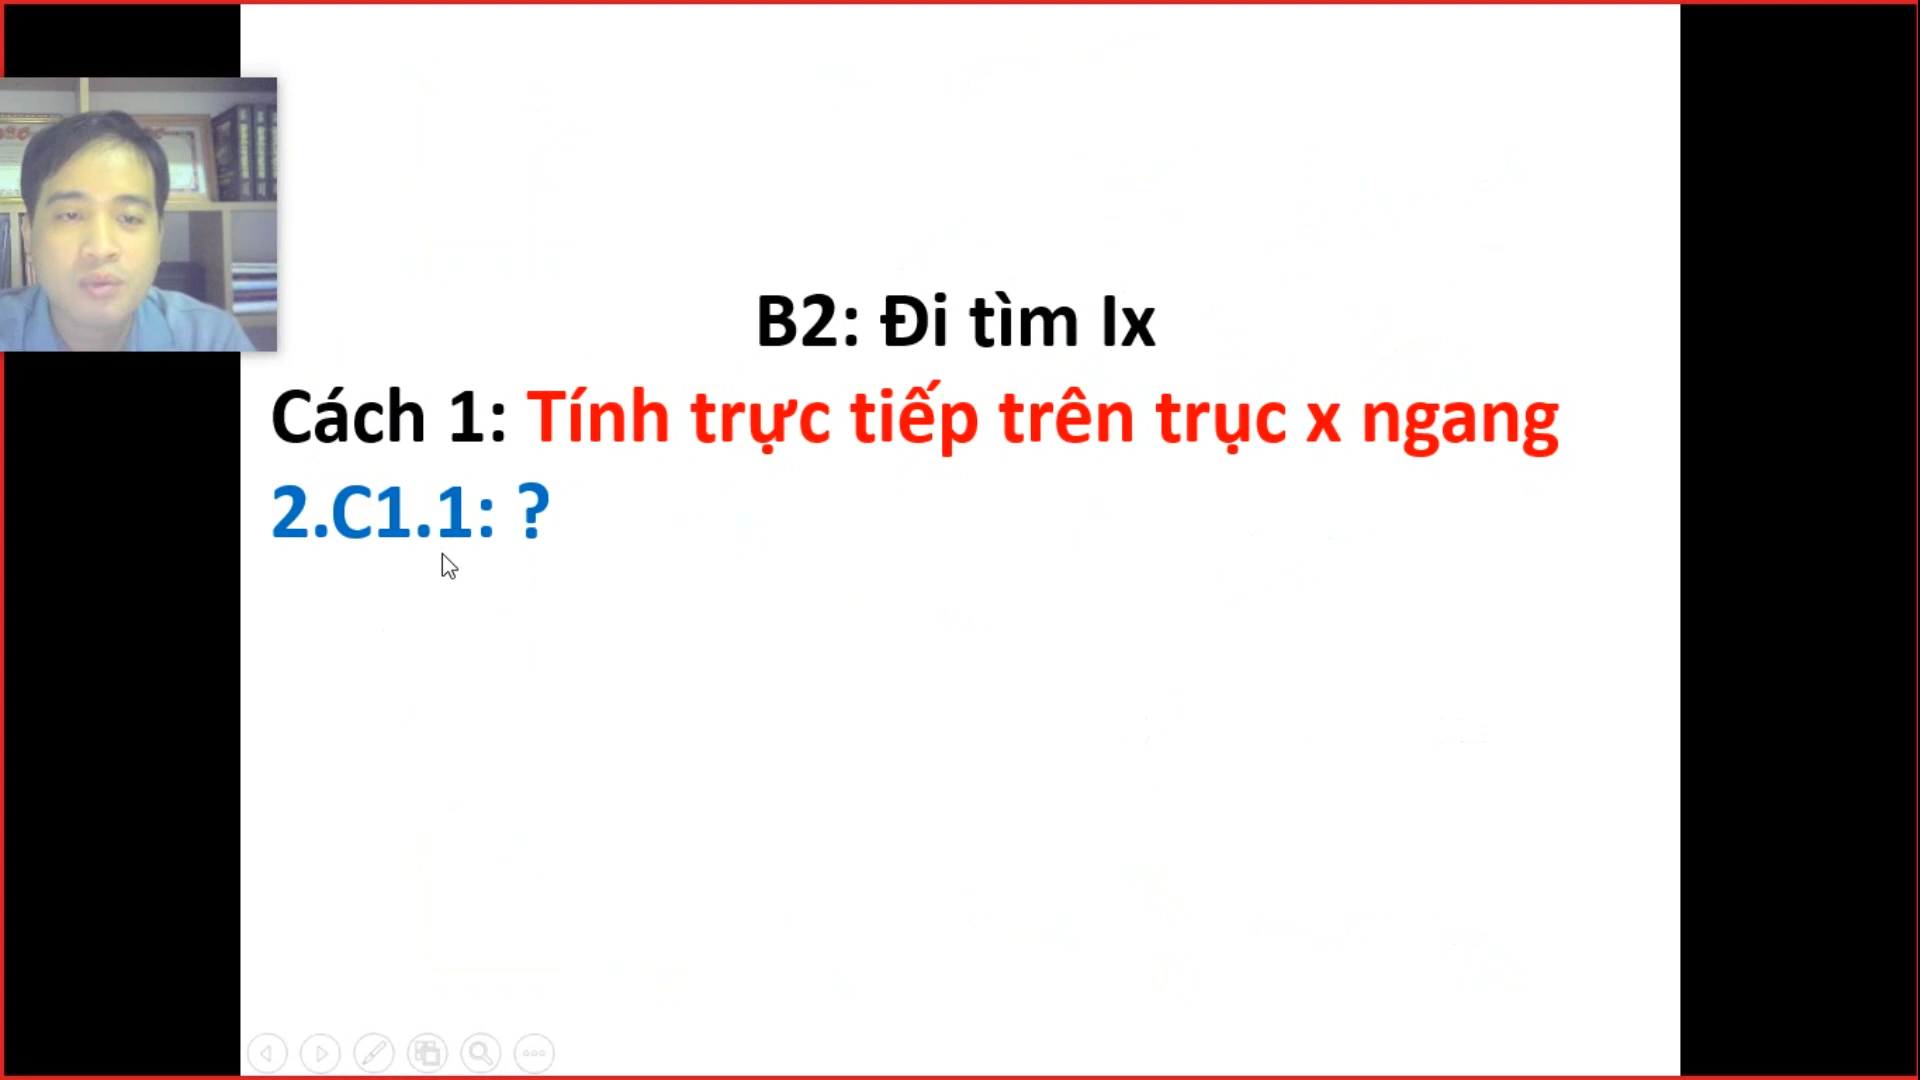 B2: Đi tìm Ix
Cách 1: Tính trực tiếp trên trục x ngang
2.C1.1: ?